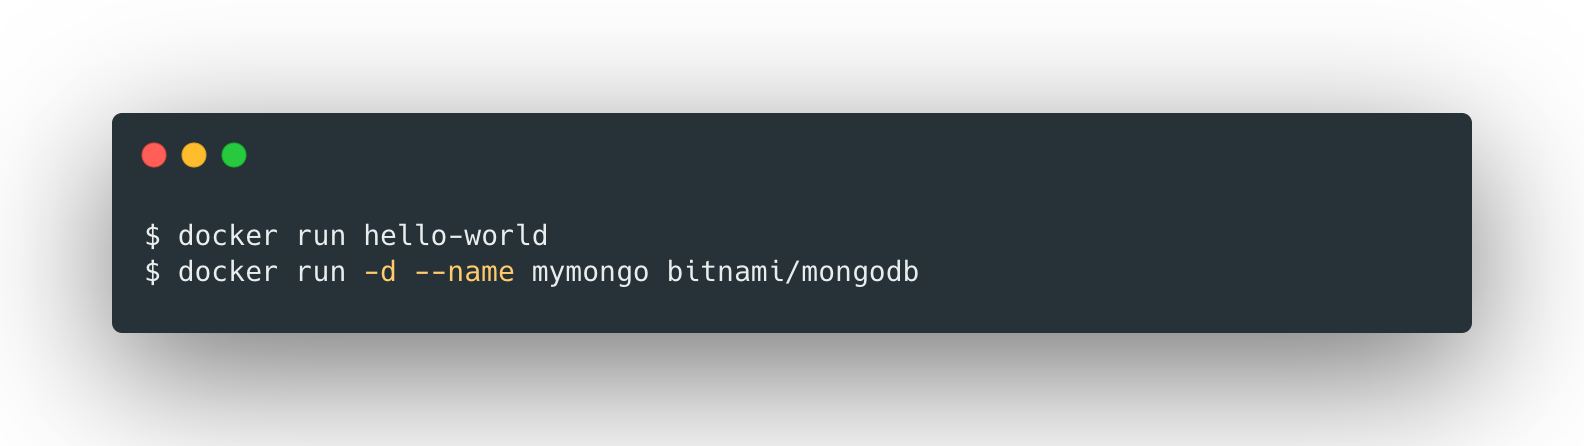 $ docker run hello-world
$ docker run -d --name mymongo bitnami/mongodb